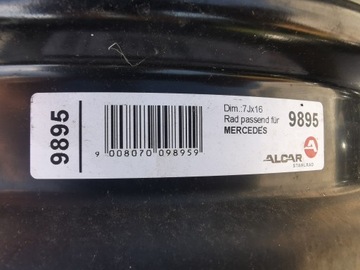 9895
9 008070 098959
Dim.:7Jx16
Rad passend für
MERCEDES
9895
ALCAR
STAHLRAD